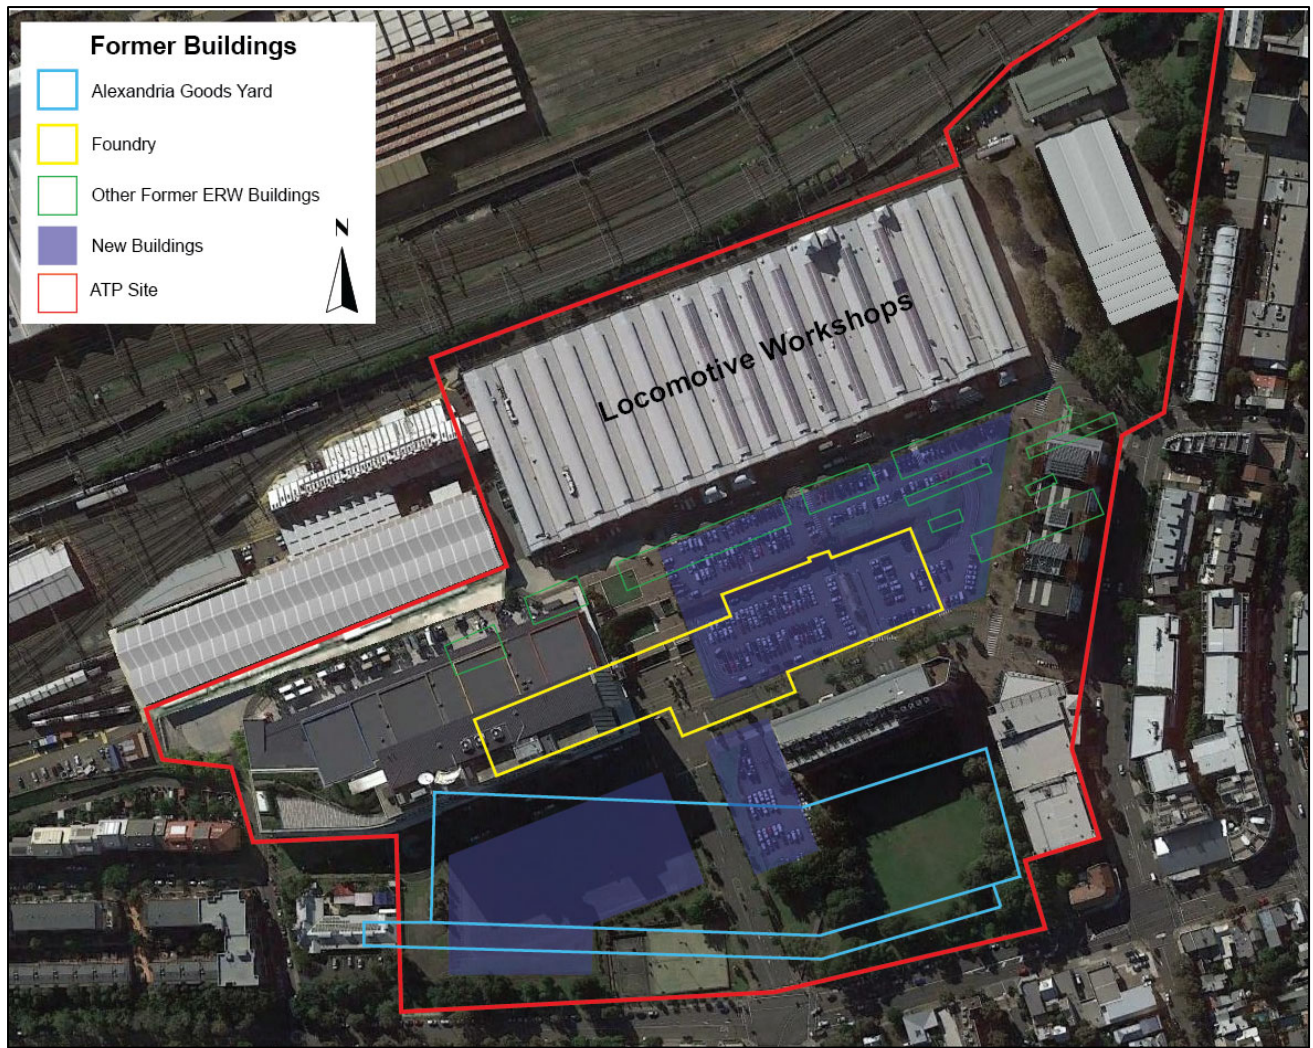 Former Buildings
Alexandria Goods Yard
Foundry
Other Former ERW Buildings
New Buildings
ATP Site
N
Locomotive Workshops